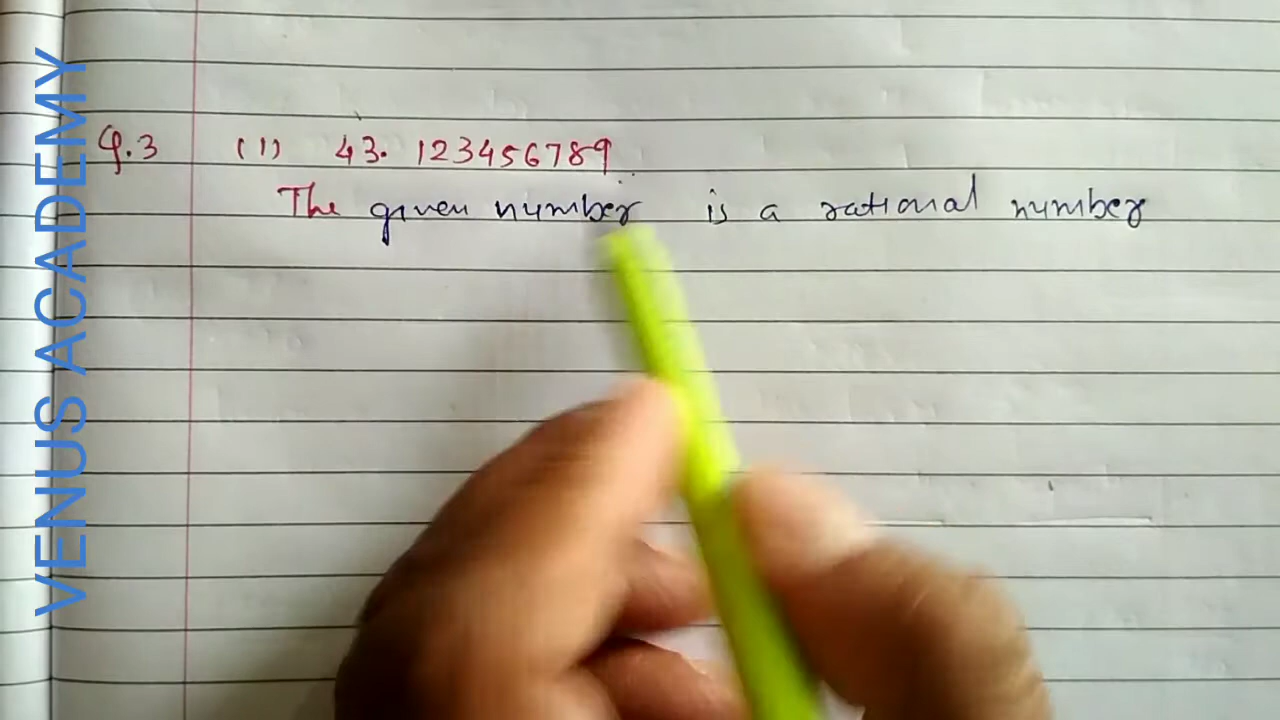 VENUS ACADEMY
Q.3 (1) 43. 123456789
The given number is a rational number